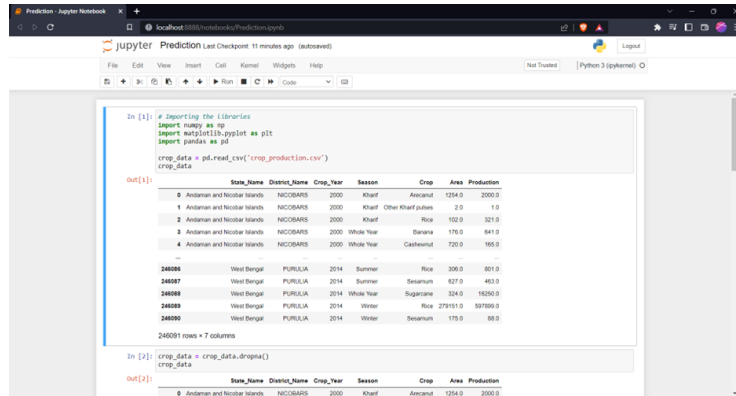 Prediction - Jupyter Notebook
localhost:8888/notebooks/Prediction.ipynb
jupyter Prediction Last Checkpoint: 11 minutes ago (autosaved)
Logout
File Edit View Insert Cell Kernel Widgets Help
Not Trusted Python 3 (ipykernel)
Run Code
In [1]: # Importing the Libraries
import numpy as np
import matplotlib.pyplot as plt
import pandas as pd
crop_data = pd.read_csv('crop_production.csv')
crop_data
Out[1]:
State_Name District_Name Crop_Year Season Crop Area Production
0 Andaman and Nicobar Islands NICOBARS 2000 Kharif Arecanut 1254.0 2000.0
1 Andaman and Nicobar Islands NICOBARS 2000 Kharif Other Kharif pulses 2.0 1.0
2 Andaman and Nicobar Islands NICOBARS 2000 Kharif Rice 102.0 321.0
3 Andaman and Nicobar Islands NICOBARS 2000 Whole Year Banana 176.0 641.0
4 Andaman and Nicobar Islands NICOBARS 2000 Whole Year Cashewnut 720.0 165.0
... ... ... ... ... ... ... ...
246086 West Bengal PURULIA 2014 Summer Rice 306.0 801.0
246087 West Bengal PURULIA 2014 Summer Sesamum 627.0 463.0
246088 West Bengal PURULIA 2014 Whole Year Sugarcane 324.0 16250.0
246089 West Bengal PURULIA 2014 Winter Rice 279151.0 597899.0
246090 West Bengal PURULIA 2014 Winter Sesamum 175.0 88.0
246091 rows × 7 columns
In [2]: crop_data = crop_data.dropna()
crop_data
Out[2]:
State_Name District_Name Crop_Year Season Crop Area Production
0 Andaman and Nicobar Islands NICOBARS 2000 Kharif Arecanut 1254.0 2000.0